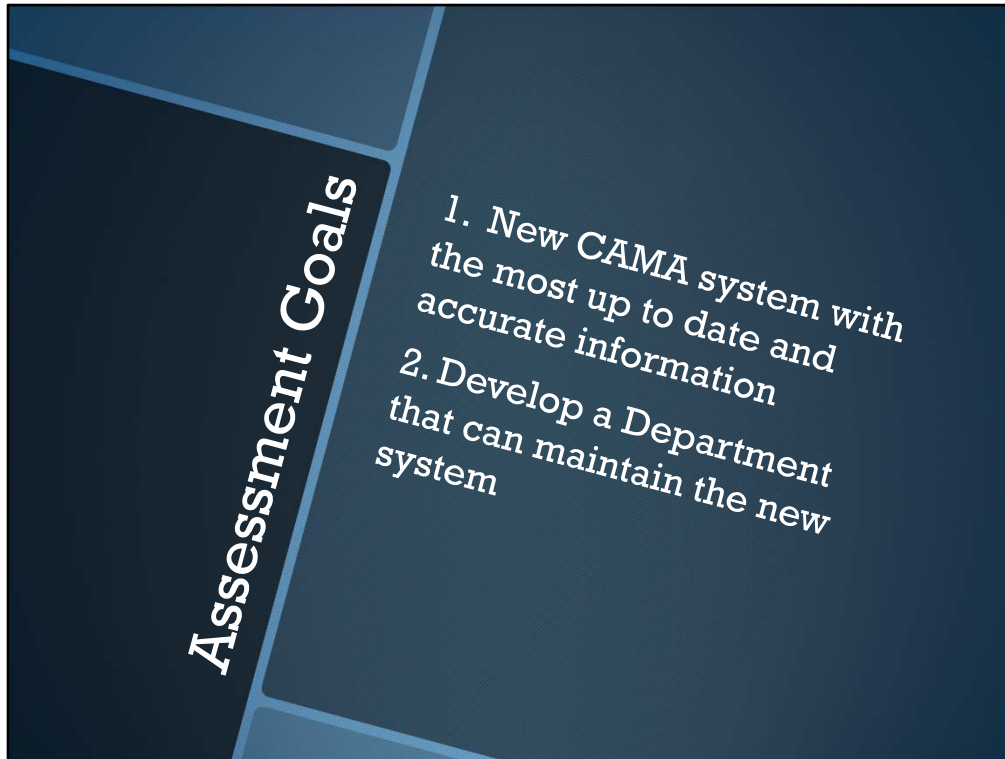 Assessment Goals
1. New CAMA system with
the most up to date and
accurate information
2. Develop a Department
that can maintain the new
system